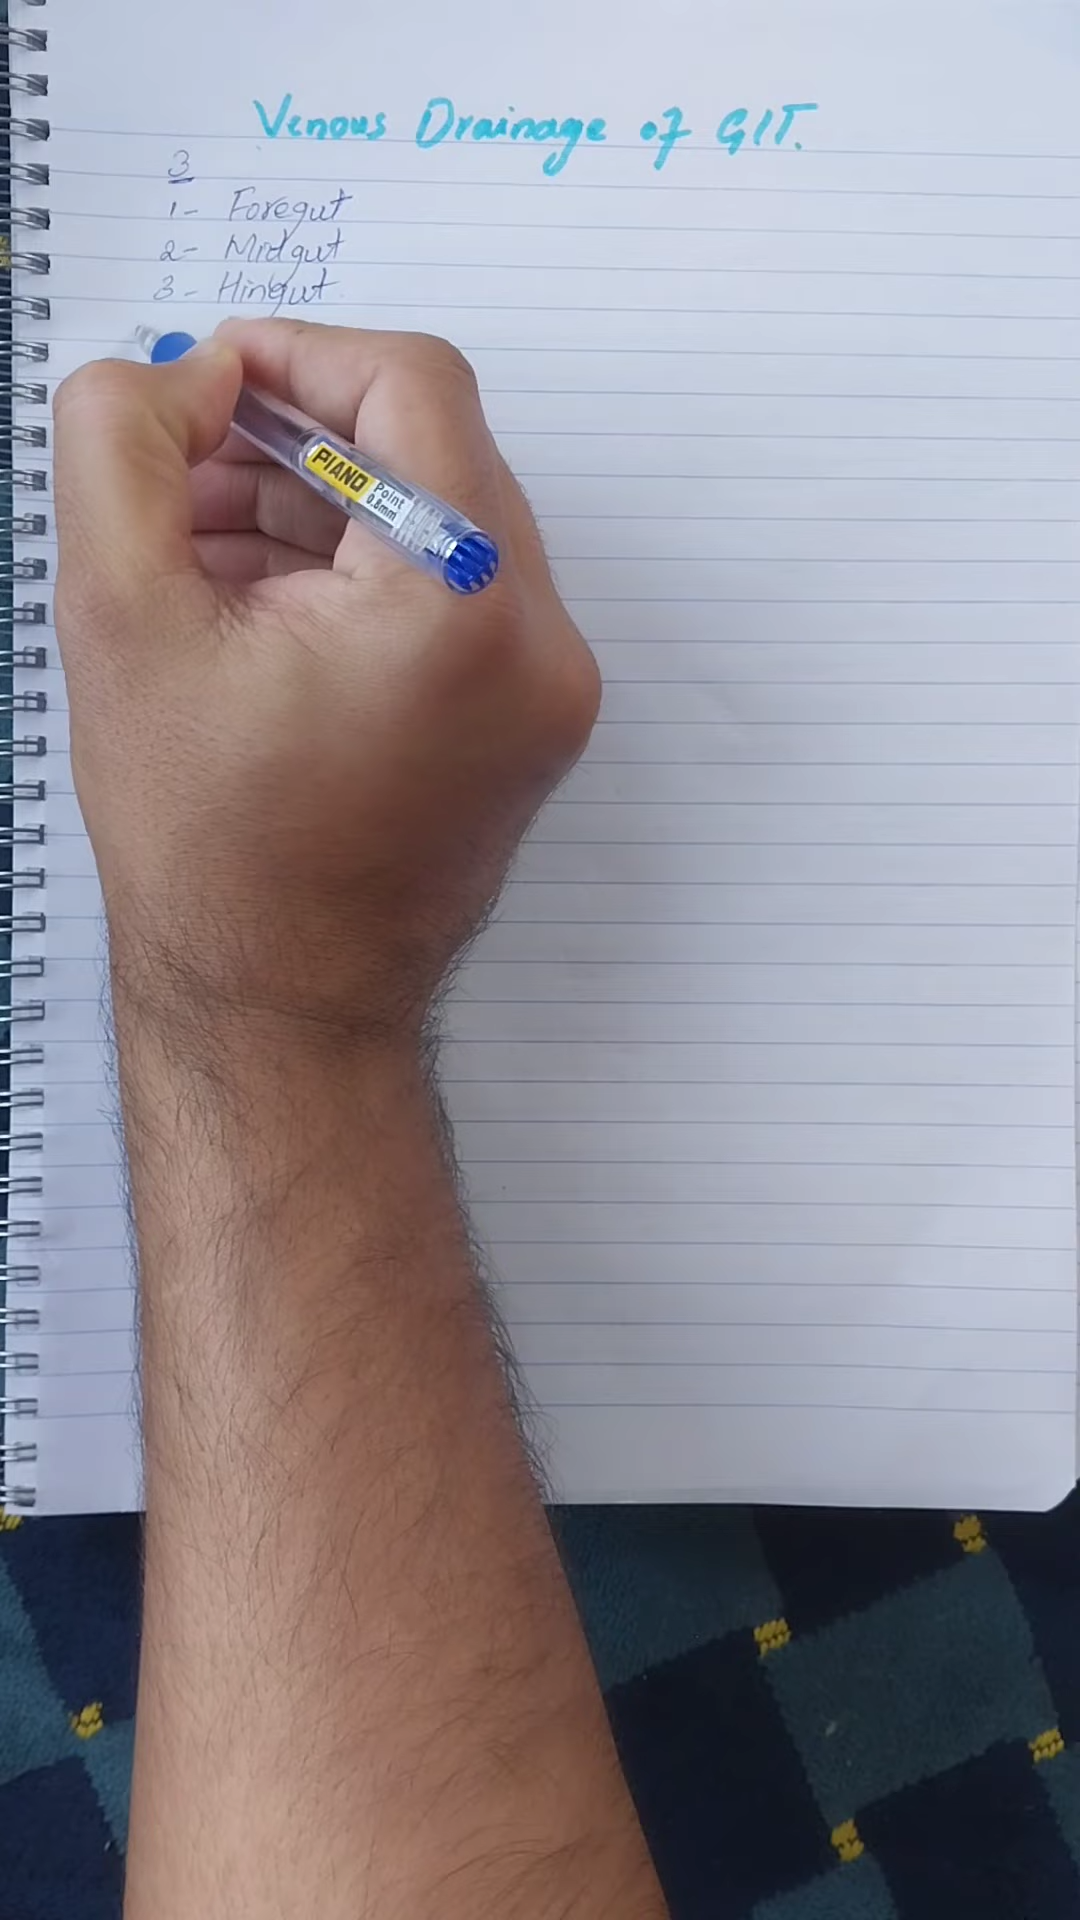 Venous Drainage of GIT.
3
1- Foregut
2- Midgut
3- Hingut
PIANO
Point
0.8mm